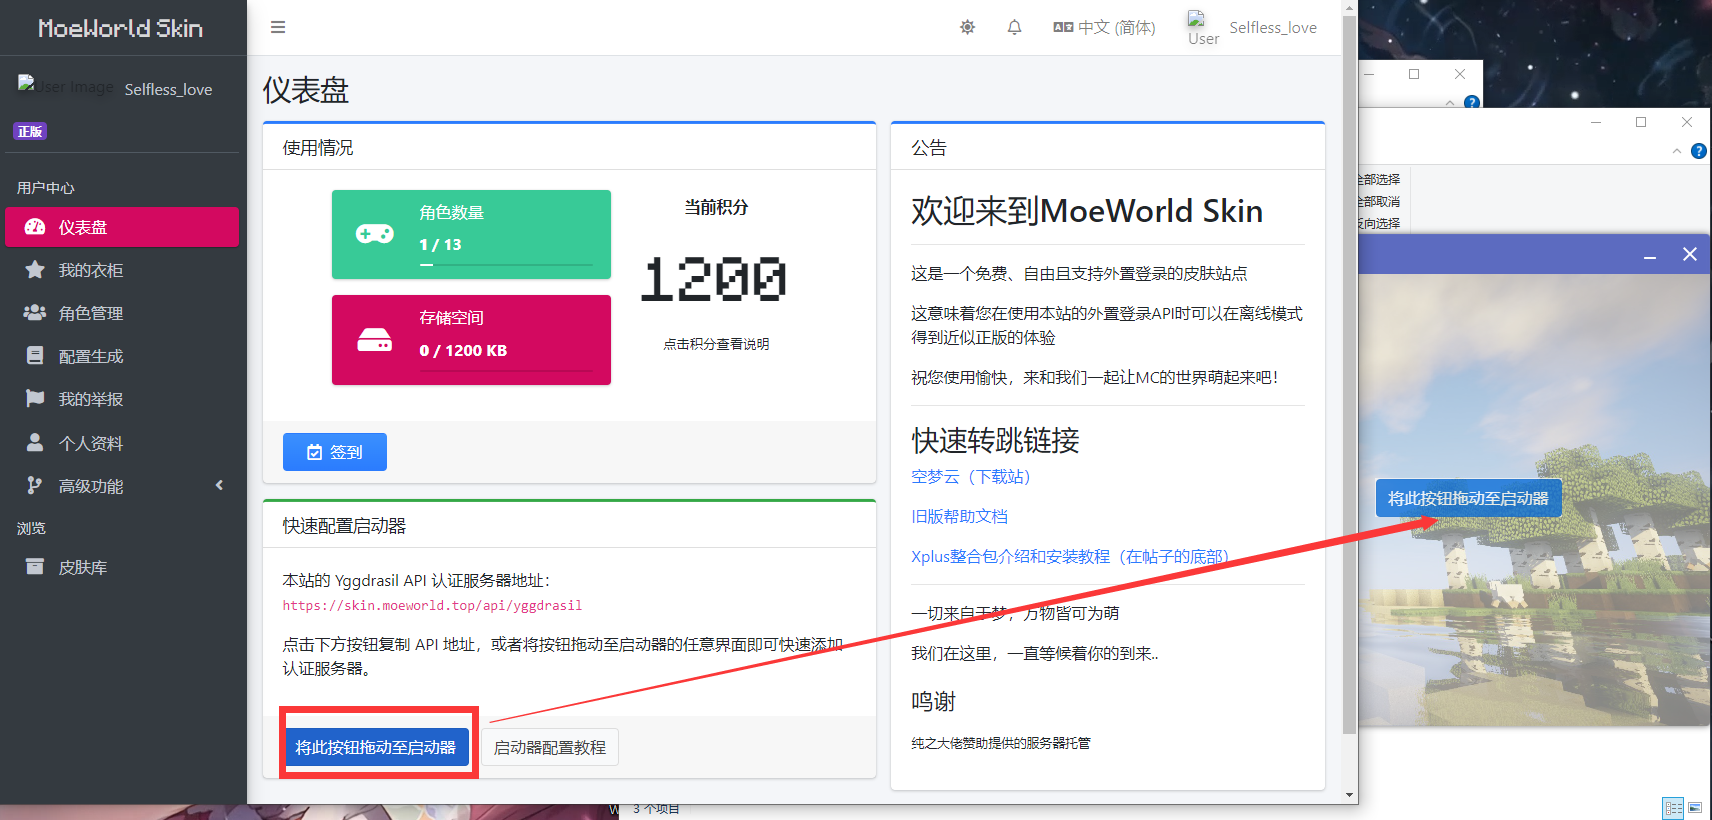 MoeWorld Skin
User Image
Selfless_love
正版
用户中心
仪表盘
我的衣柜
角色管理
配置生成
我的举报
个人资料
高级功能
浏览
皮肤库
中文 (简体)
User
Selfless_love
仪表盘
使用情况
角色数量
1 / 13
存储空间
0 / 1200 KB
当前积分
1200
点击积分查看说明
签到
快速配置启动器
本站的 Yggdrasil API 认证服务器地址：
https://skin.moeworld.top/api/yggdrasil
点击下方按钮复制 API 地址，或者将按钮拖动至启动器的任意界面即可快速添加
认证服务器。
将此按钮拖动至启动器
启动器配置教程
公告
欢迎来到MoeWorld Skin
这是一个免费、自由且支持外置登录的皮肤站点
这意味着您在使用本站的外置登录API时可以在离线模式
得到近似正版的体验
祝您使用愉快，来和我们一起让MC的世界萌起来吧！
快速转跳链接
空梦云（下载站）
旧版帮助文档
Xplus整合包介绍和安装教程（在帖子的底部）
一切来自于梦，万物皆可为萌
我们在这里，一直等候着你的到来..
鸣谢
纯之大佬赞助提供的服务器托管
全部选择
全部取消
反向选择
将此按钮拖动至启动器
W
3 个项目